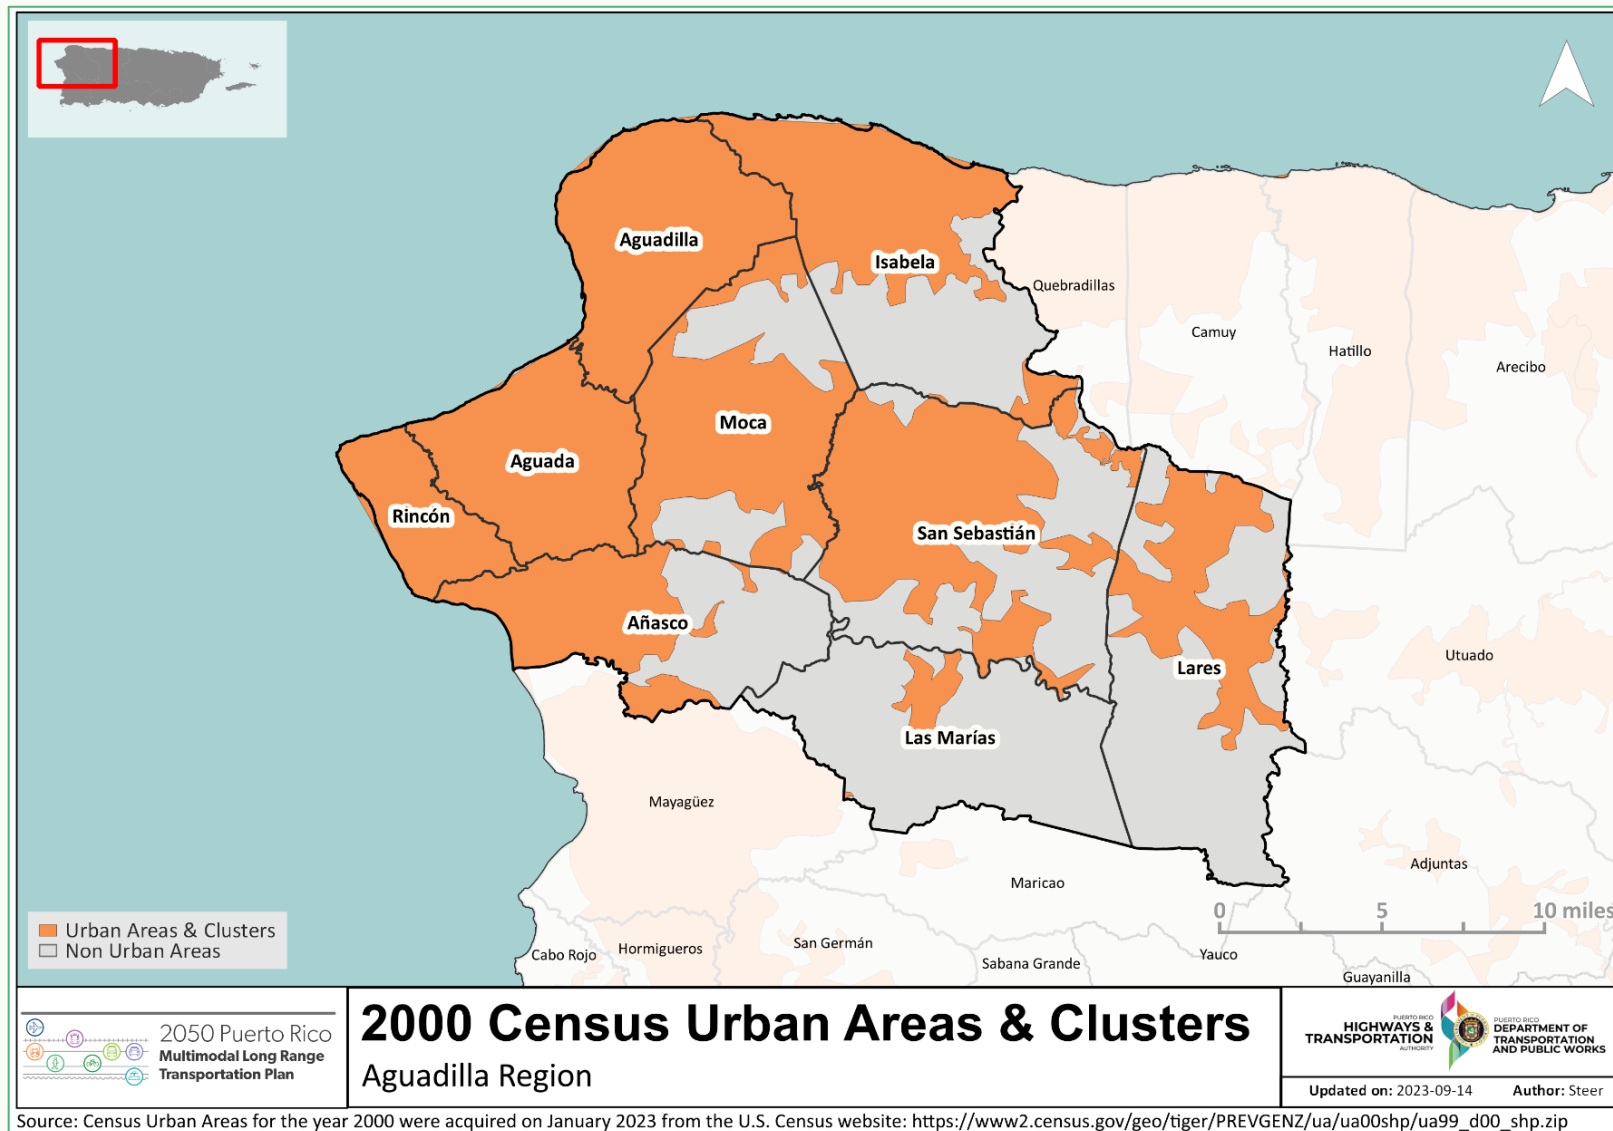 Aguadilla
Isabela
Quebradillas
Camuy
Hatillo
Arecibo
Moca
Aguada
Rincón
San Sebastián
Añasco
Utuado
Lares
Las Marías
Mayagüez
Adjuntas
Maricao
0 5 10 miles
Urban Areas & Clusters
Non Urban Areas
Cabo Rojo
Hormigueros
San Germán
Sabana Grande
Yauco
Guayanilla
2050 Puerto Rico
Multimodal Long Range
Transportation Plan
2000 Census Urban Areas & Clusters
Aguadilla Region
PUERTO RICO
HIGHWAYS &
TRANSPORTATION
AUTHORITY
PUERTO RICO
DEPARTMENT OF
TRANSPORTATION
AND PUBLIC WORKS
Updated on: 2023-09-14 Author: Steer
Source: Census Urban Areas for the year 2000 were acquired on January 2023 from the U.S. Census website: https://www2.census.gov/geo/tiger/PREVGENZ/ua/ua00shp/ua99_d00_shp.zip